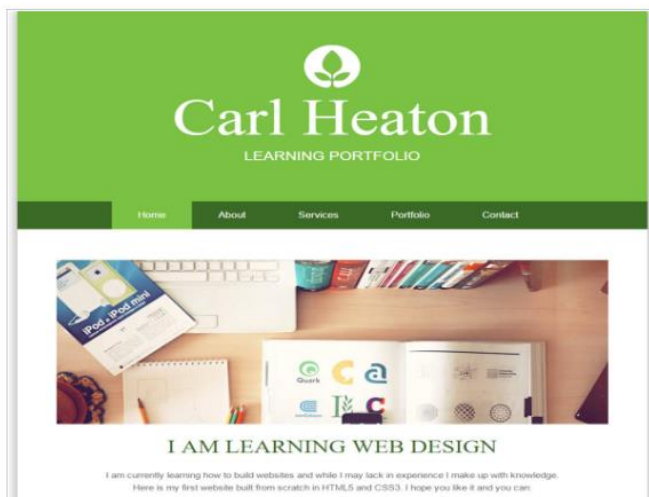 Carl Heaton
LEARNING PORTFOLIO
Home About Services Portfolio Contact
iPod & iPod mini
Quark
I AM LEARNING WEB DESIGN
I am currently learning how to build websites and while I may lack in experience I make up with knowledge.
Here is my first website built from scratch in HTML5 and CSS3. I hope you like it and you can: